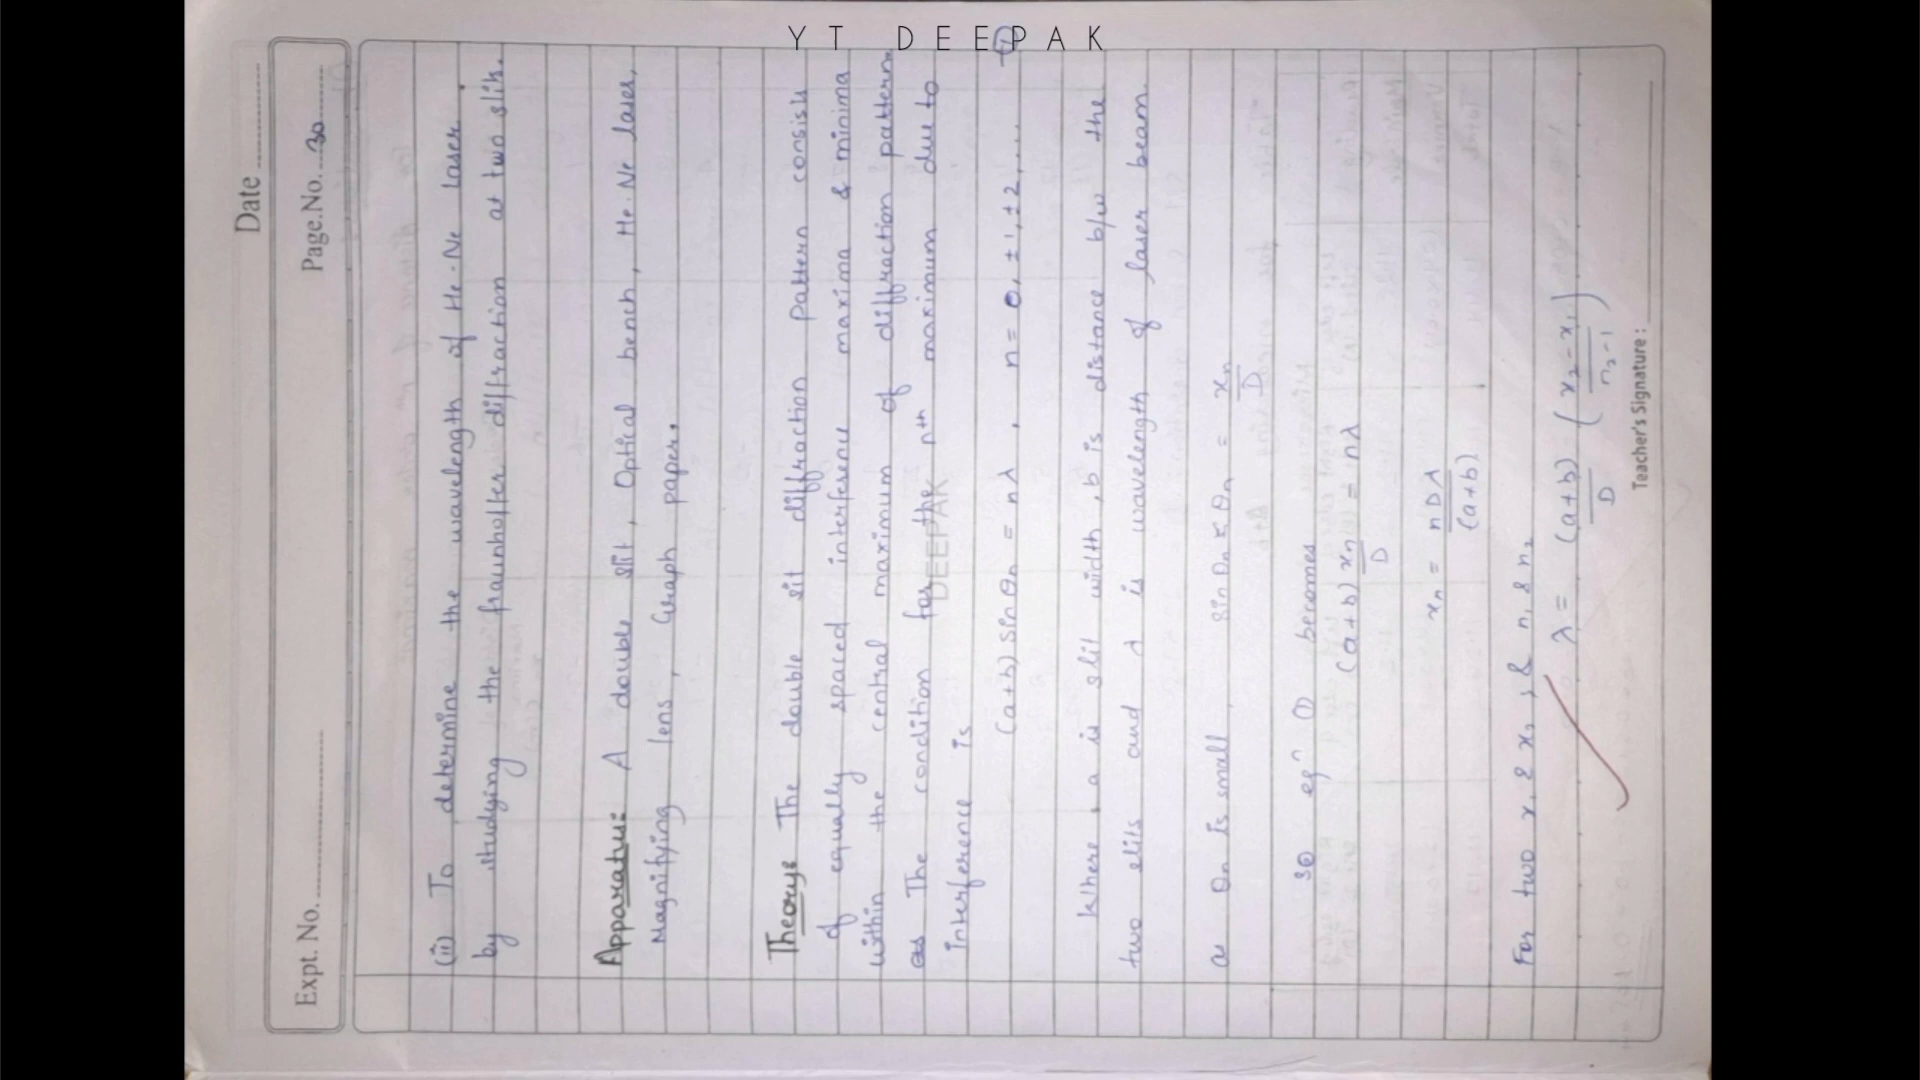 YT DEEPAK
Date
Expt. No.
Page.No. 30
(ii) To determine the wavelength of He-Ne laser
by studying the fraunhoffer diffraction at two slits.
Apparatus: A double slit, Optical bench, He-Ne laser,
Magnifying lens, Graph paper.
Theory: The double slit diffraction pattern consists
of equally spaced interference maxima & minima
within the central maximum of diffraction pattern
The condition for the nth maximum due to
DEEPAK
interference is
(a+b) sin θn = nλ , n = 0, ±1, ±2, ... ①
Where, a is slit width, b is distance b/w the
two slits and λ is wavelength of laser beam.
as θn is small, sin θn ≈ θn = xn/D
so eqn ① becomes
(a+b) xn/D = nλ
xn = nDλ/(a+b)
For two x1 & x2, & n1 & n2
λ = (a+b)/D (x2-x1/n2-1)
Teacher's Signature :